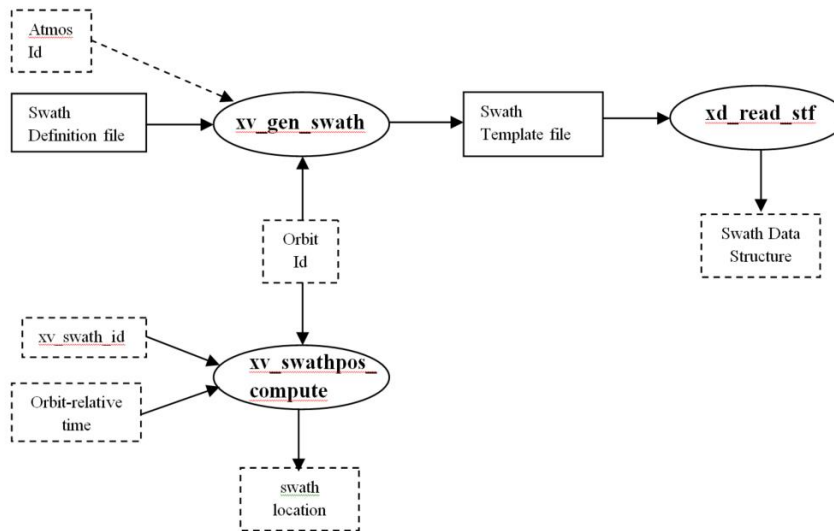 Atmos
Id
Swath
Definition file
xv_gen_swath
Swath
Template file
xd_read_stf
Orbit
Id
Swath Data
Structure
xv_swath_id
Orbit-relative
time
xv_swathpos_
compute
swath
location